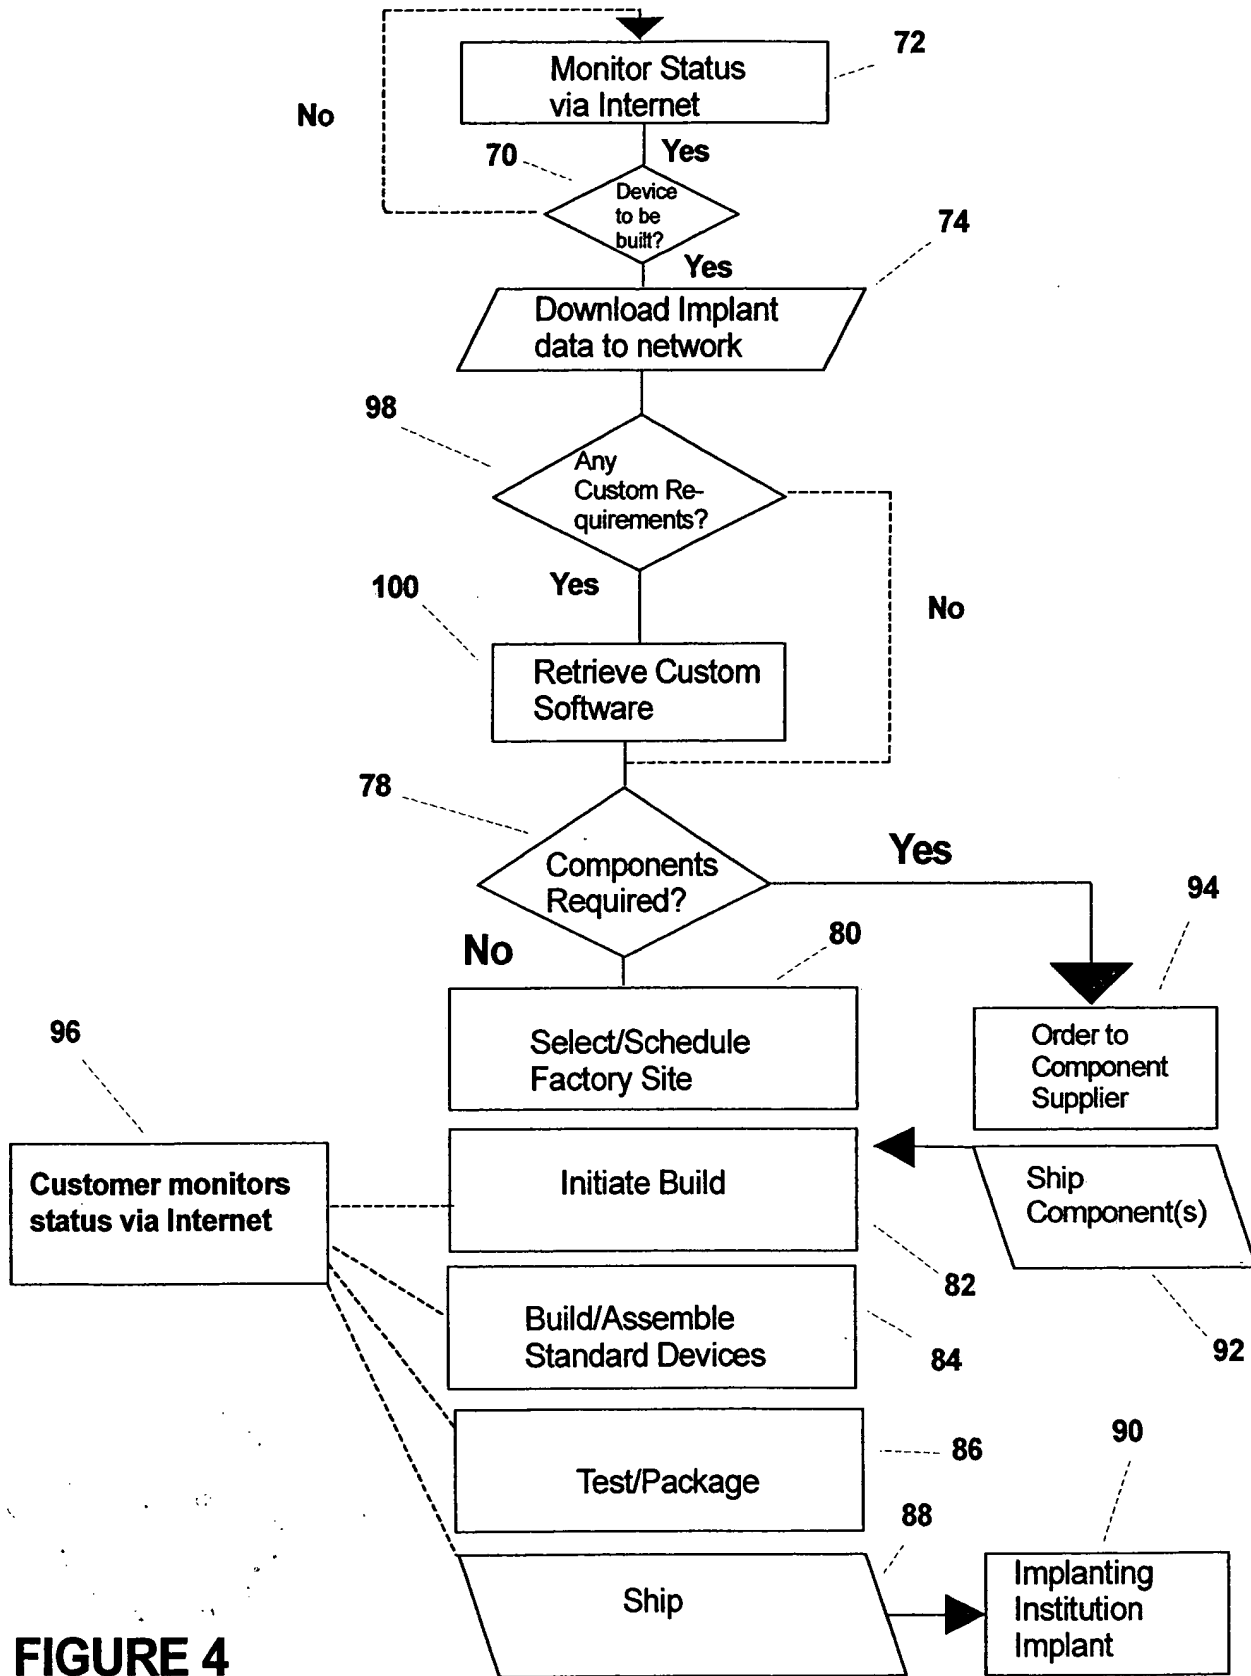 72
Monitor Status
via Internet
No
Yes
70
Device
to be
built?
74
Yes
Download Implant
data to network
98
Any
Custom Re-
quirements?
Yes
100
No
Retrieve Custom
Software
78
Components
Required?
Yes
94
No
80
Order to
Component
Supplier
Select/Schedule
Factory Site
96
Customer monitors
status via Internet
Initiate Build
Ship
Component(s)
82
Build/Assemble
Standard Devices
84
92
86
90
Test/Package
88
Ship
Implanting
Institution
Implant
FIGURE 4